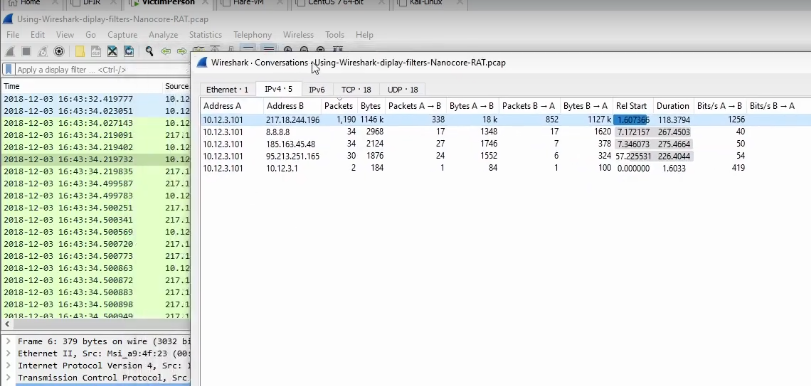 Home DFIR VictimPerson Flare-VM CentOS 7 64-bit Kali-Linux
Using-Wireshark-diplay-filters-Nanocore-RAT.pcap
File Edit View Go Capture Analyze Statistics Telephony Wireless Tools Help
Apply a display filter ... <Ctrl-/>
Time Source
2018-12-03 16:43:32.419777 10.12
2018-12-03 16:43:34.023051 10.12
2018-12-03 16:43:34.027143 10.12
2018-12-03 16:43:34.219091 217.1
2018-12-03 16:43:34.219402 10.12
2018-12-03 16:43:34.219732 10.12
2018-12-03 16:43:34.219835 217.1
2018-12-03 16:43:34.499587 217.1
2018-12-03 16:43:34.499783 10.12
2018-12-03 16:43:34.500251 217.1
2018-12-03 16:43:34.500341 217.1
2018-12-03 16:43:34.500569 10.12
2018-12-03 16:43:34.500720 217.1
2018-12-03 16:43:34.500773 217.1
2018-12-03 16:43:34.500863 10.12
2018-12-03 16:43:34.500872 217.1
2018-12-03 16:43:34.500883 217.1
2018-12-03 16:43:34.500898 217.1
2018-12-03 16:43:34.500949 217.1
Frame 6: 379 bytes on wire (3032 bi
Ethernet II, Src: Msi_a9:4f:23 (00:
Internet Protocol Version 4, Src: 1
Transmission Control Protocol, Src
Wireshark · Conversations · Using-Wireshark-diplay-filters-Nanocore-RAT.pcap
Ethernet · 1 IPv4 · 5 IPv6 TCP · 18 UDP · 18
Address A Address B Packets Bytes Packets A → B Bytes A → B Packets B → A Bytes B → A Rel Start Duration Bits/s A → B Bits/s B → A
10.12.3.101 217.18.244.196 1,190 1146 k 338 18 k 852 1127 k 1.607366 118.3794 1256
10.12.3.101 8.8.8.8 34 2968 17 1348 17 1620 7.172157 267.4503 40
10.12.3.101 185.163.45.48 34 2124 27 1746 7 378 7.346073 275.4664 50
10.12.3.101 95.213.251.165 30 1876 24 1552 6 324 57.225531 226.4044 54
10.12.3.101 10.12.3.1 2 184 1 84 1 100 0.000000 1.6033 419